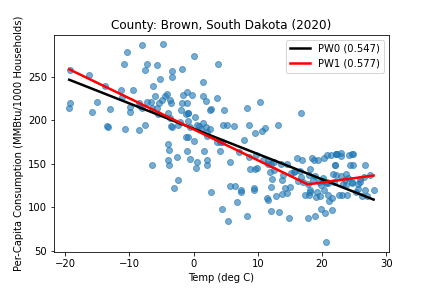 County: Brown, South Dakota (2020)
PW0 (0.547)
PW1 (0.577)
Per-Capita Consumption (MMBtu/1000 Households)
250
200
150
100
50
−20 −10 0 10 20 30
Temp (deg C)